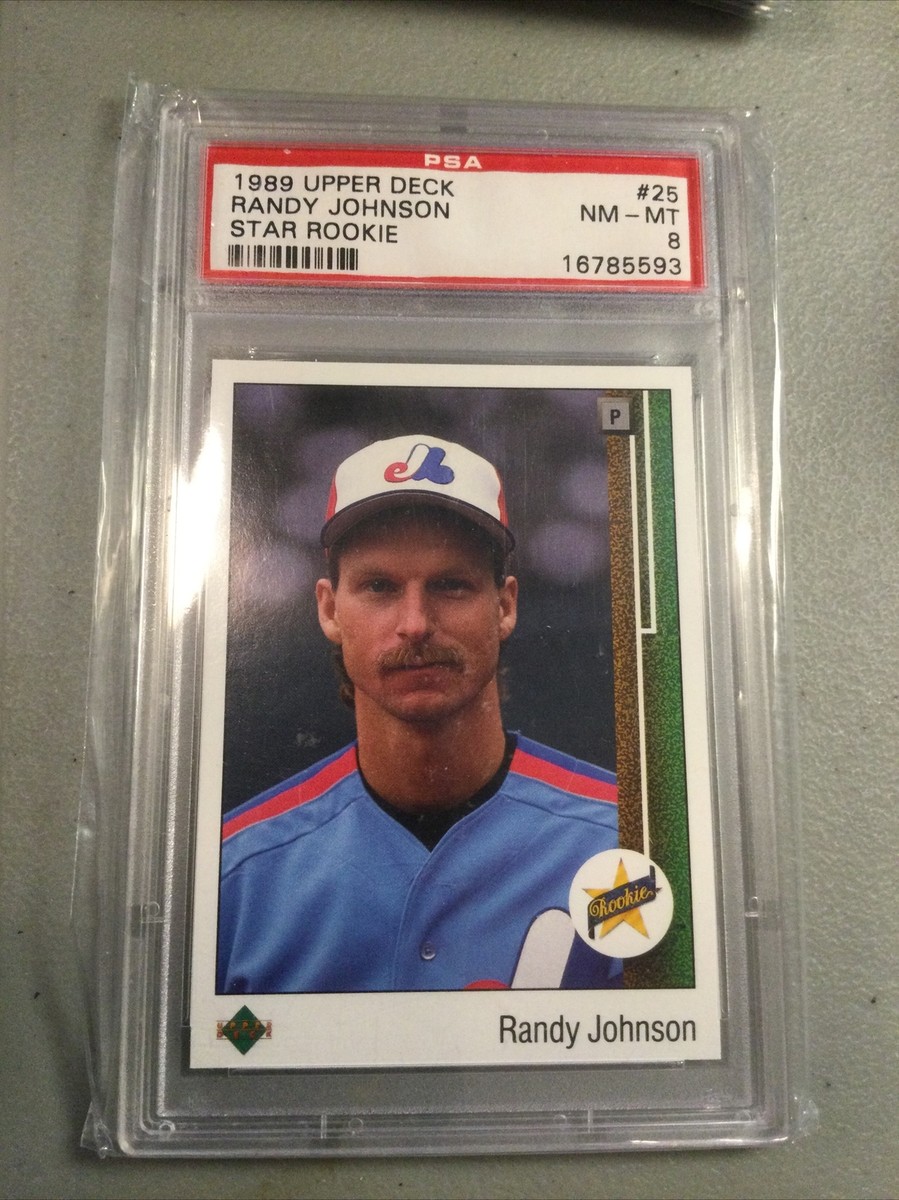 PSA
1989 UPPER DECK #25
RANDY JOHNSON NM - MT
STAR ROOKIE 8
16785593
P
Rookie
Randy Johnson